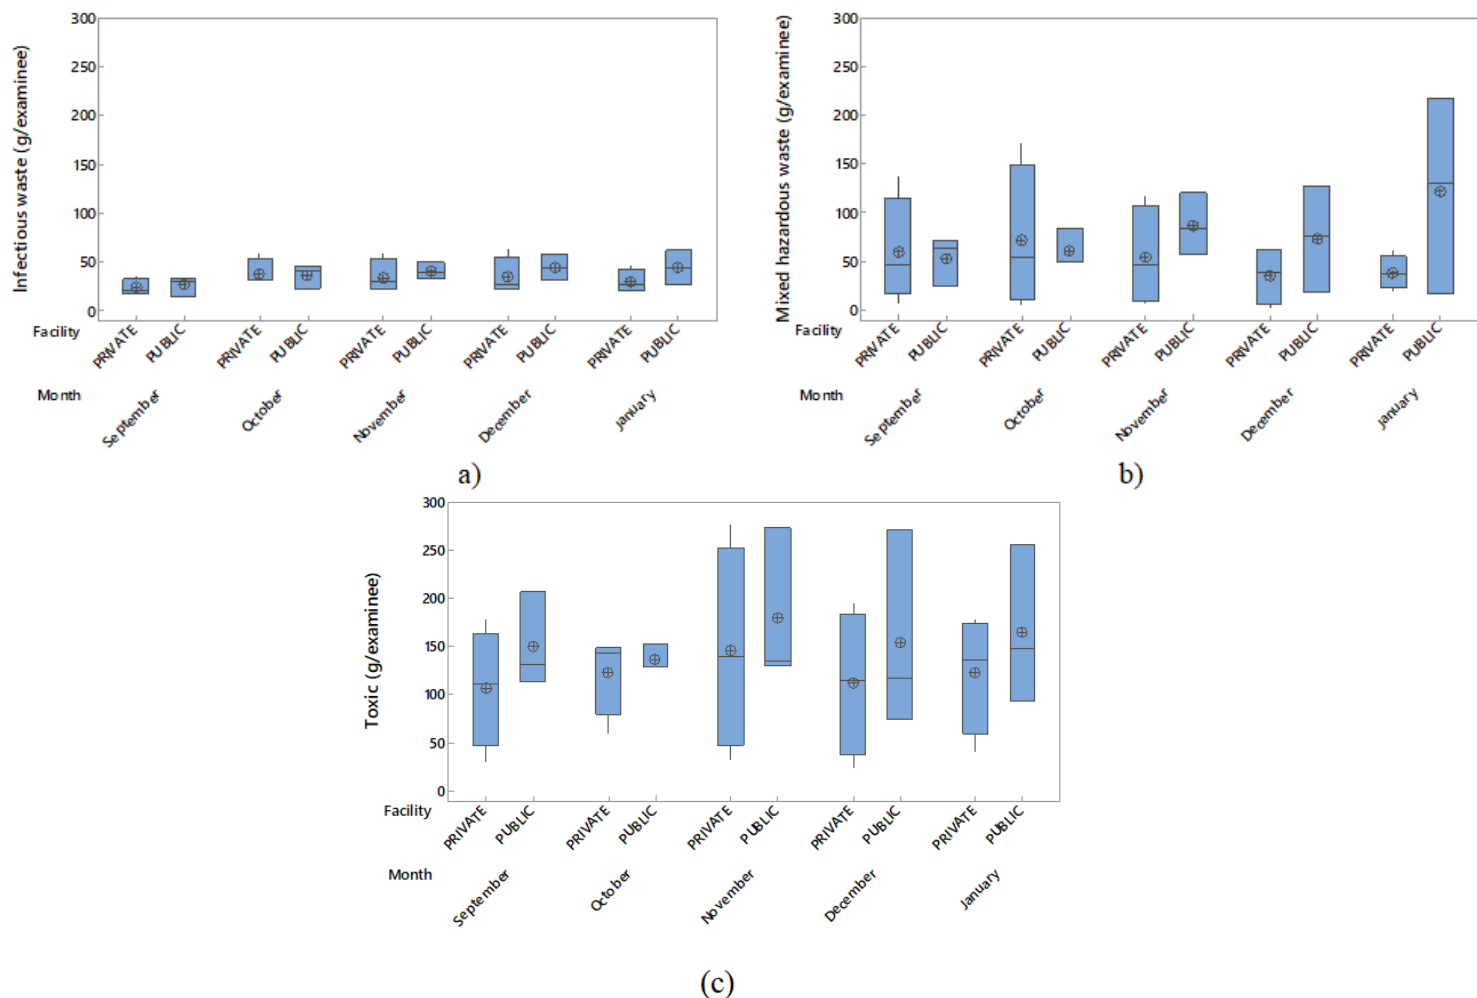 300
250
200
150
100
50
0
Infectious waste (g/examinee)
Facility
PRIVATE PUBLIC PRIVATE PUBLIC PRIVATE PUBLIC PRIVATE PUBLIC PRIVATE PUBLIC
Month
September October November December January
a)
300
250
200
150
100
50
0
Mixed hazardous waste (g/examinee)
Facility
PRIVATE PUBLIC PRIVATE PUBLIC PRIVATE PUBLIC PRIVATE PUBLIC PRIVATE PUBLIC
Month
September October November December January
b)
300
250
200
150
100
50
0
Toxic (g/examinee)
Facility
PRIVATE PUBLIC PRIVATE PUBLIC PRIVATE PUBLIC PRIVATE PUBLIC PRIVATE PUBLIC
Month
September October November December January
(c)